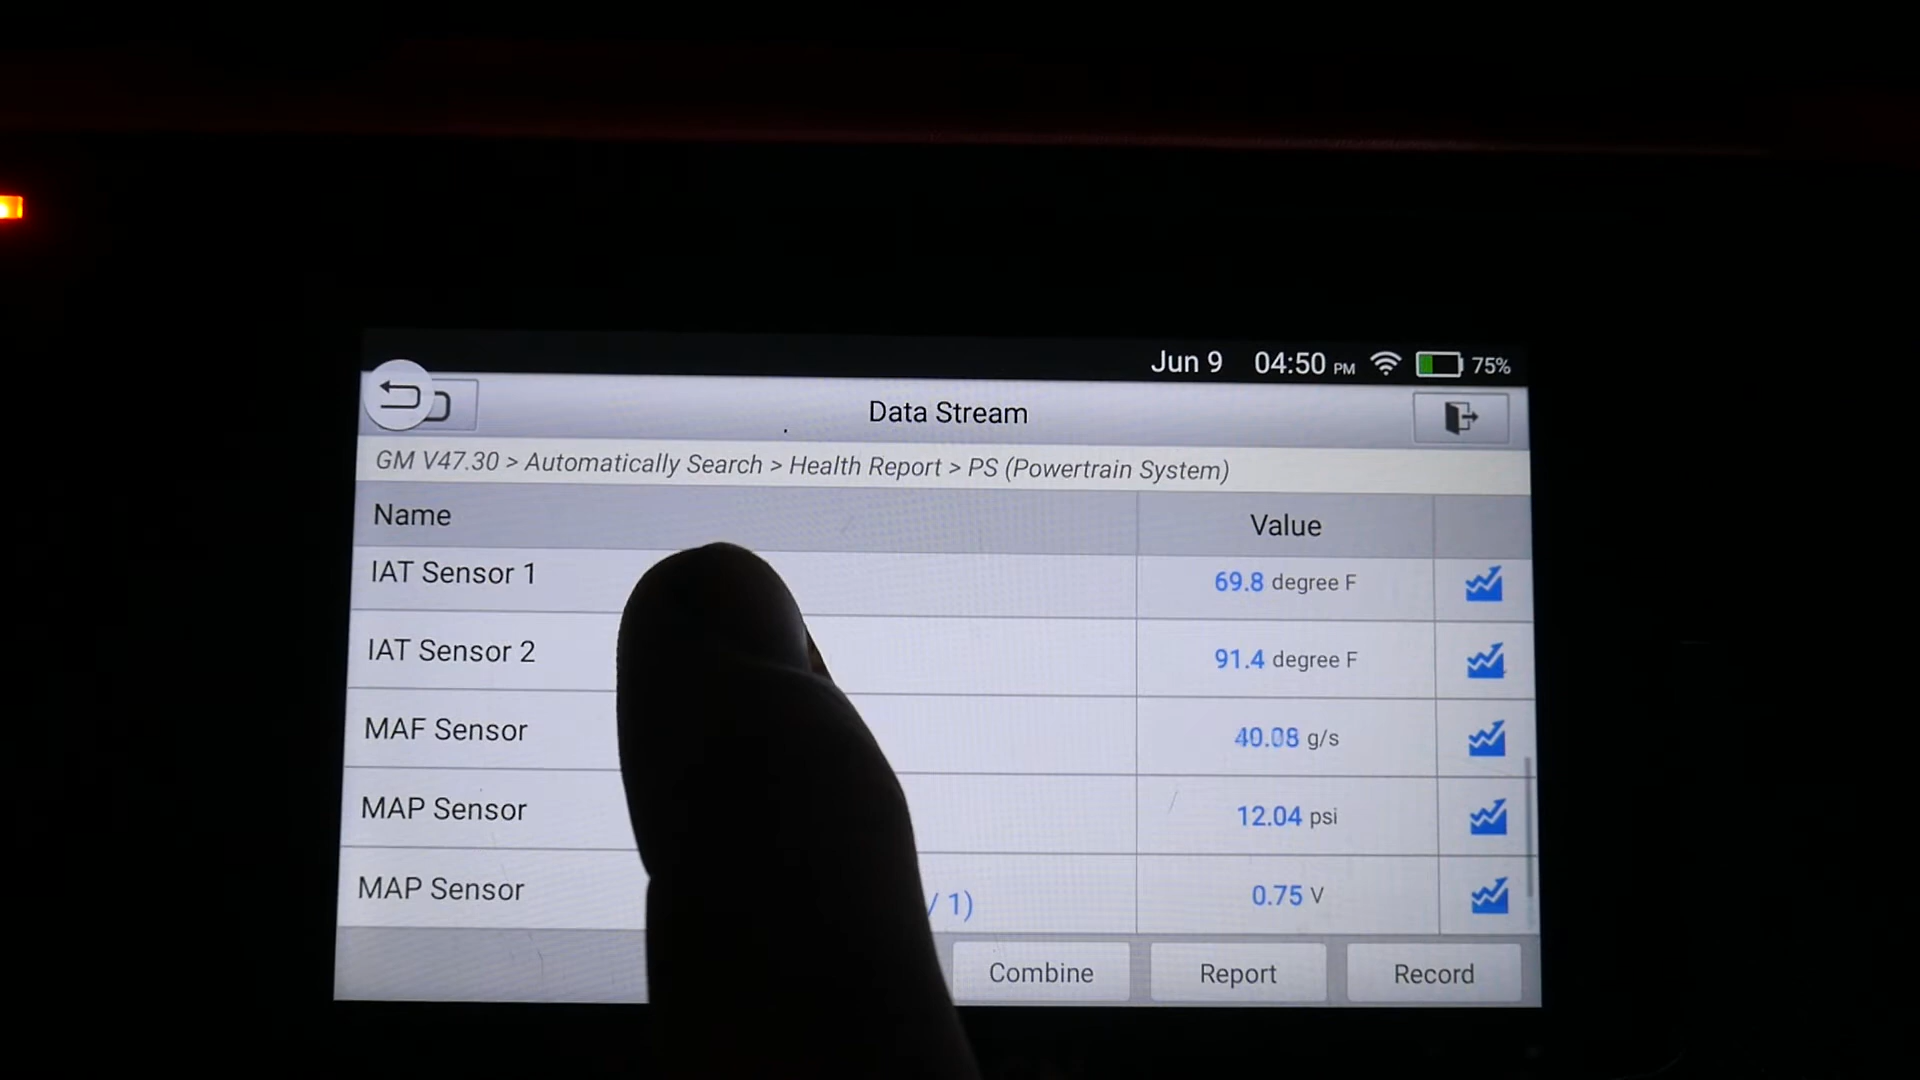 Jun 9 04:50 PM 75%
Data Stream
GM V47.30 > Automatically Search > Health Report > PS (Powertrain System)
Name Value
IAT Sensor 1 69.8 degree F
IAT Sensor 2 91.4 degree F
MAF Sensor 40.08 g/s
MAP Sensor 12.04 psi
MAP Sensor 0.75 V
/ 1)
Combine Report Record